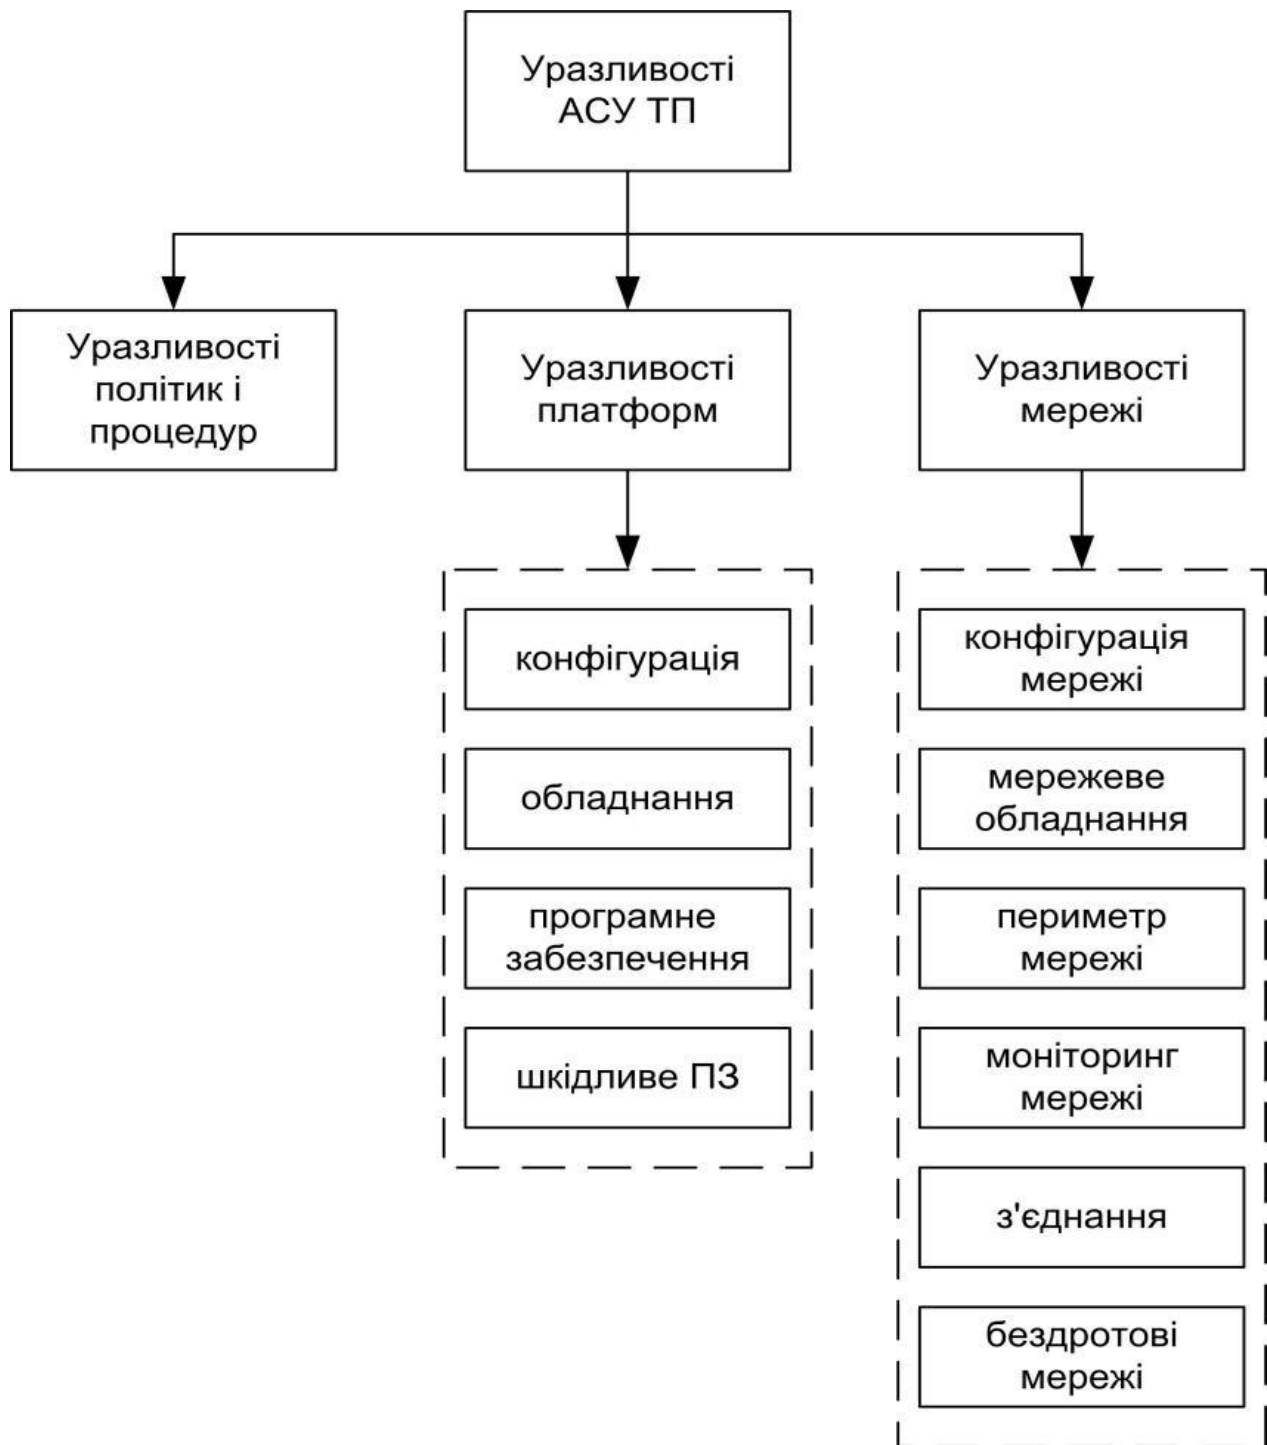 Уразливості
АСУ ТП
Уразливості
політик і
процедур
Уразливості
платформ
Уразливості
мережі
конфігурація
обладнання
програмне
забезпечення
шкідливе ПЗ
конфігурація
мережі
мережеве
обладнання
периметр
мережі
моніторинг
мережі
з'єднання
бездротові
мережі